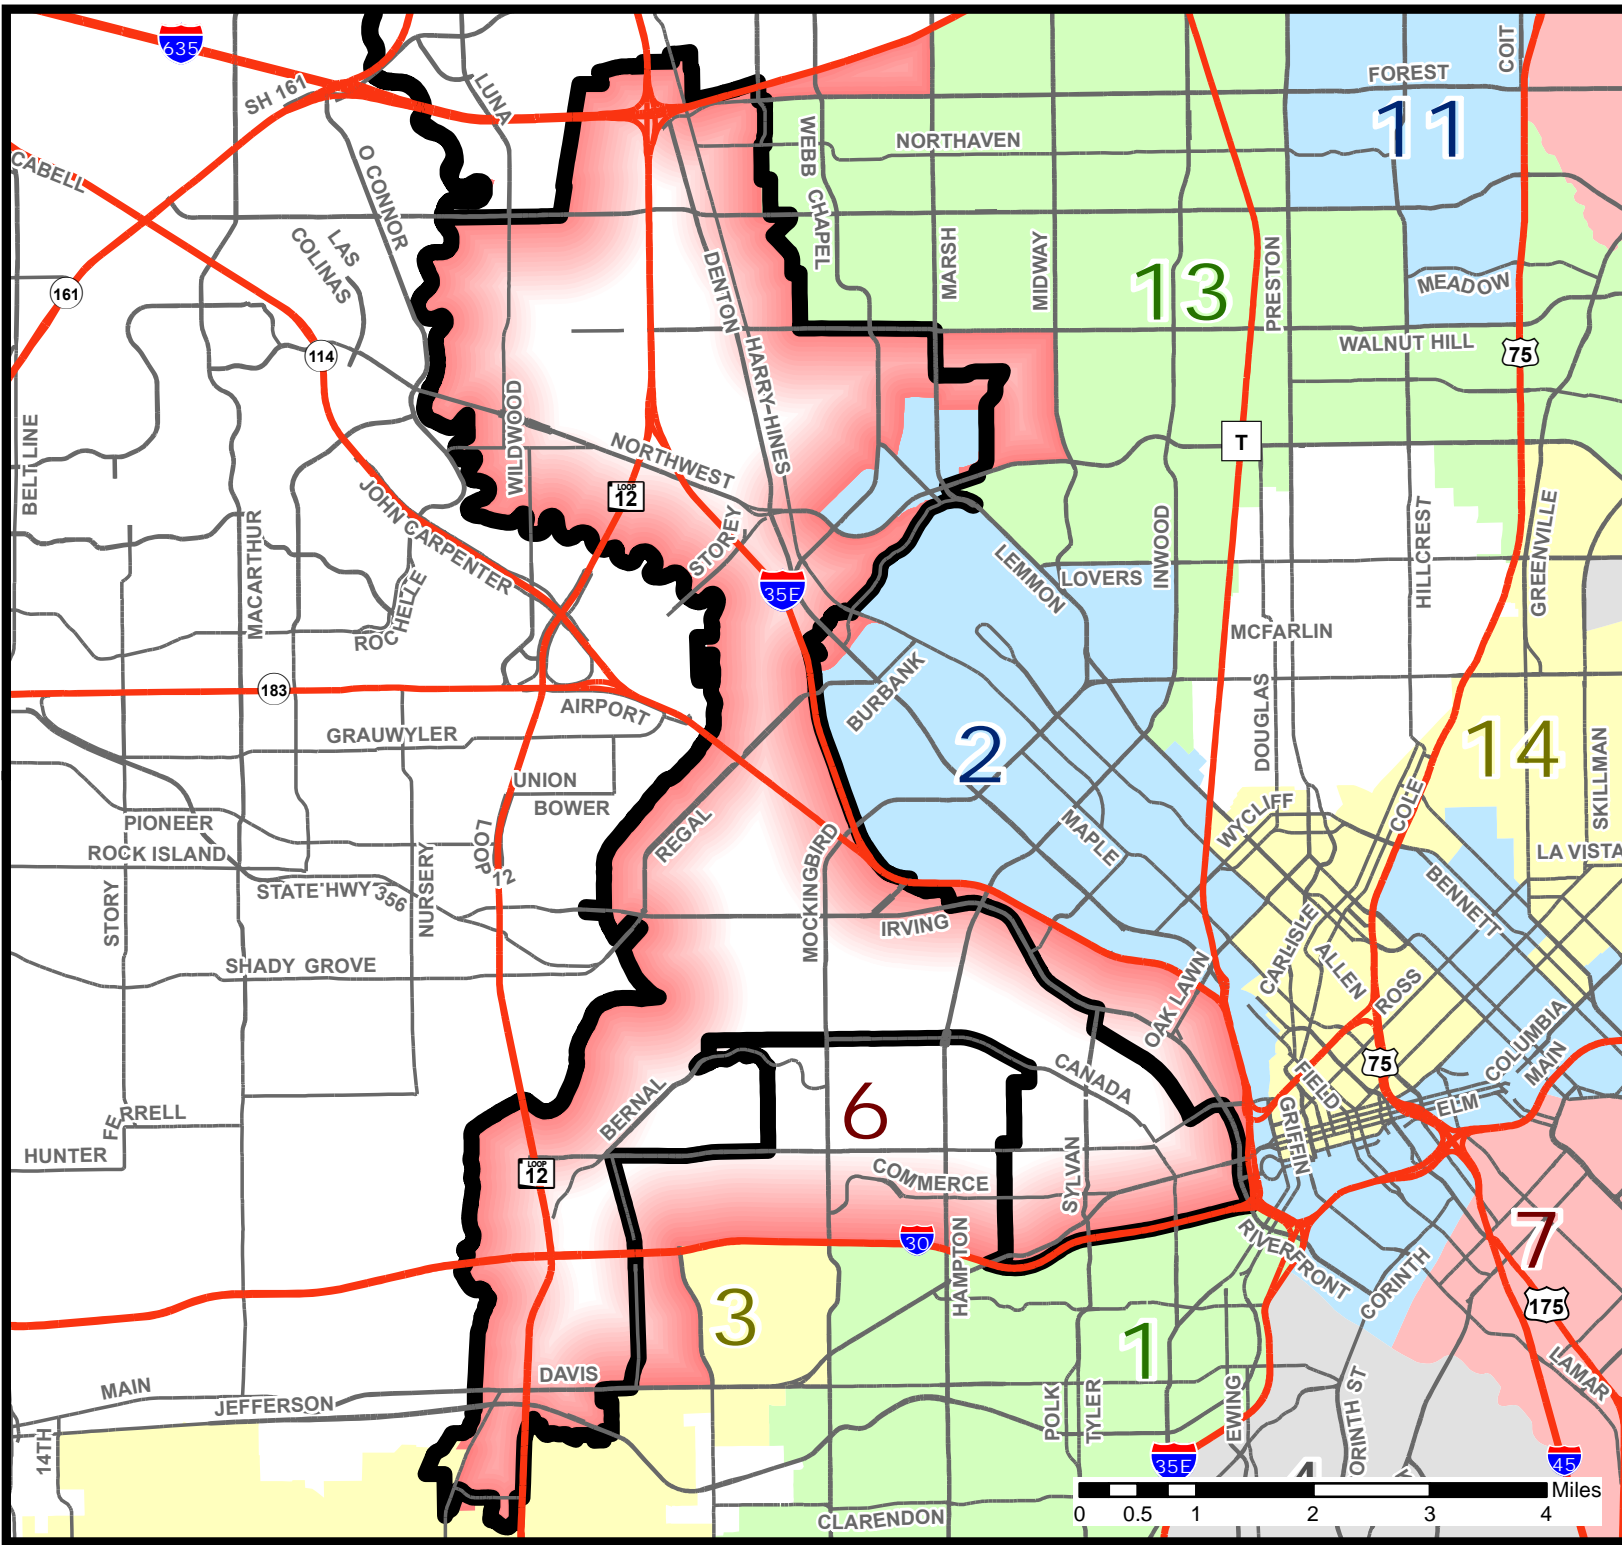 635
SH 161
LUNA
COIT
FOREST
11
NORTHAVEN
WEBB CHAPEL
CABELL
O CONNOR
LAS
COLINAS
DENTON
HARRY HINES
MARSH
MIDWAY
13
PRESTON
MEADOW
161
114
WALNUT HILL
75
BELT LINE
WILDWOOD
NORTHWEST
T
LOOP
12
JOHN CARPENTER
MACARTHUR
STOREY
35E
LEMMON
LOVERS
INWOOD
HILLCREST
GREENVILLE
ROCHELLE
MCFARLIN
183
AIRPORT
BURBANK
DOUGLAS
GRAUWYLER
2
14
SKILLMAN
UNION
BOWER
PIONEER
ROCK ISLAND
LOOP 12
REGAL
MOCKINGBIRD
MAPLE
WYCLIFF
COLE
LA VISTA
STATE HWY 356
NURSERY
STORY
BENNETT
IRVING
CARLISLE
ALLEN
ROSS
SHADY GROVE
OAK LAWN
COLUMBIA
MAIN
75
CANADA
FIELD
ELM
GRIFFIN
BERNAL
6
FERRELL
HUNTER
LOOP
12
COMMERCE
SYLVAN
30
HAMPTON
RIVERFRONT
CORINTH
7
175
3
1
LAMAR
DAVIS
MAIN
JEFFERSON
14TH
POLK
TYLER
EWING
CORINTH ST
35E
4
45
CLARENDON
Miles
0 0.5 1 2 3 4